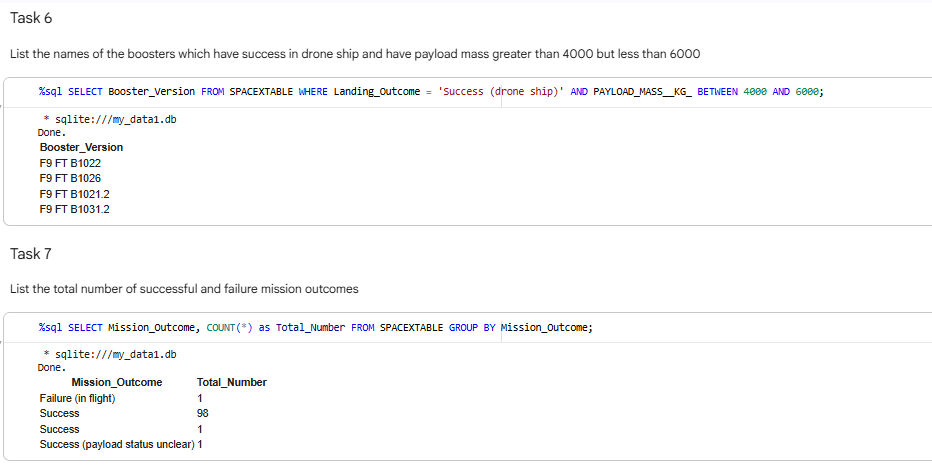 Task 6
List the names of the boosters which have success in drone ship and have payload mass greater than 4000 but less than 6000
%sql SELECT Booster_Version FROM SPACEXTABLE WHERE Landing_Outcome = 'Success (drone ship)' AND PAYLOAD_MASS__KG_ BETWEEN 4000 AND 6000;
* sqlite:///my_data1.db
Done.
Booster_Version
F9 FT B1022
F9 FT B1026
F9 FT B1021.2
F9 FT B1031.2
Task 7
List the total number of successful and failure mission outcomes
%sql SELECT Mission_Outcome, COUNT(*) as Total_Number FROM SPACEXTABLE GROUP BY Mission_Outcome;
* sqlite:///my_data1.db
Done.
Mission_Outcome Total_Number
Failure (in flight) 1
Success 98
Success 1
Success (payload status unclear) 1